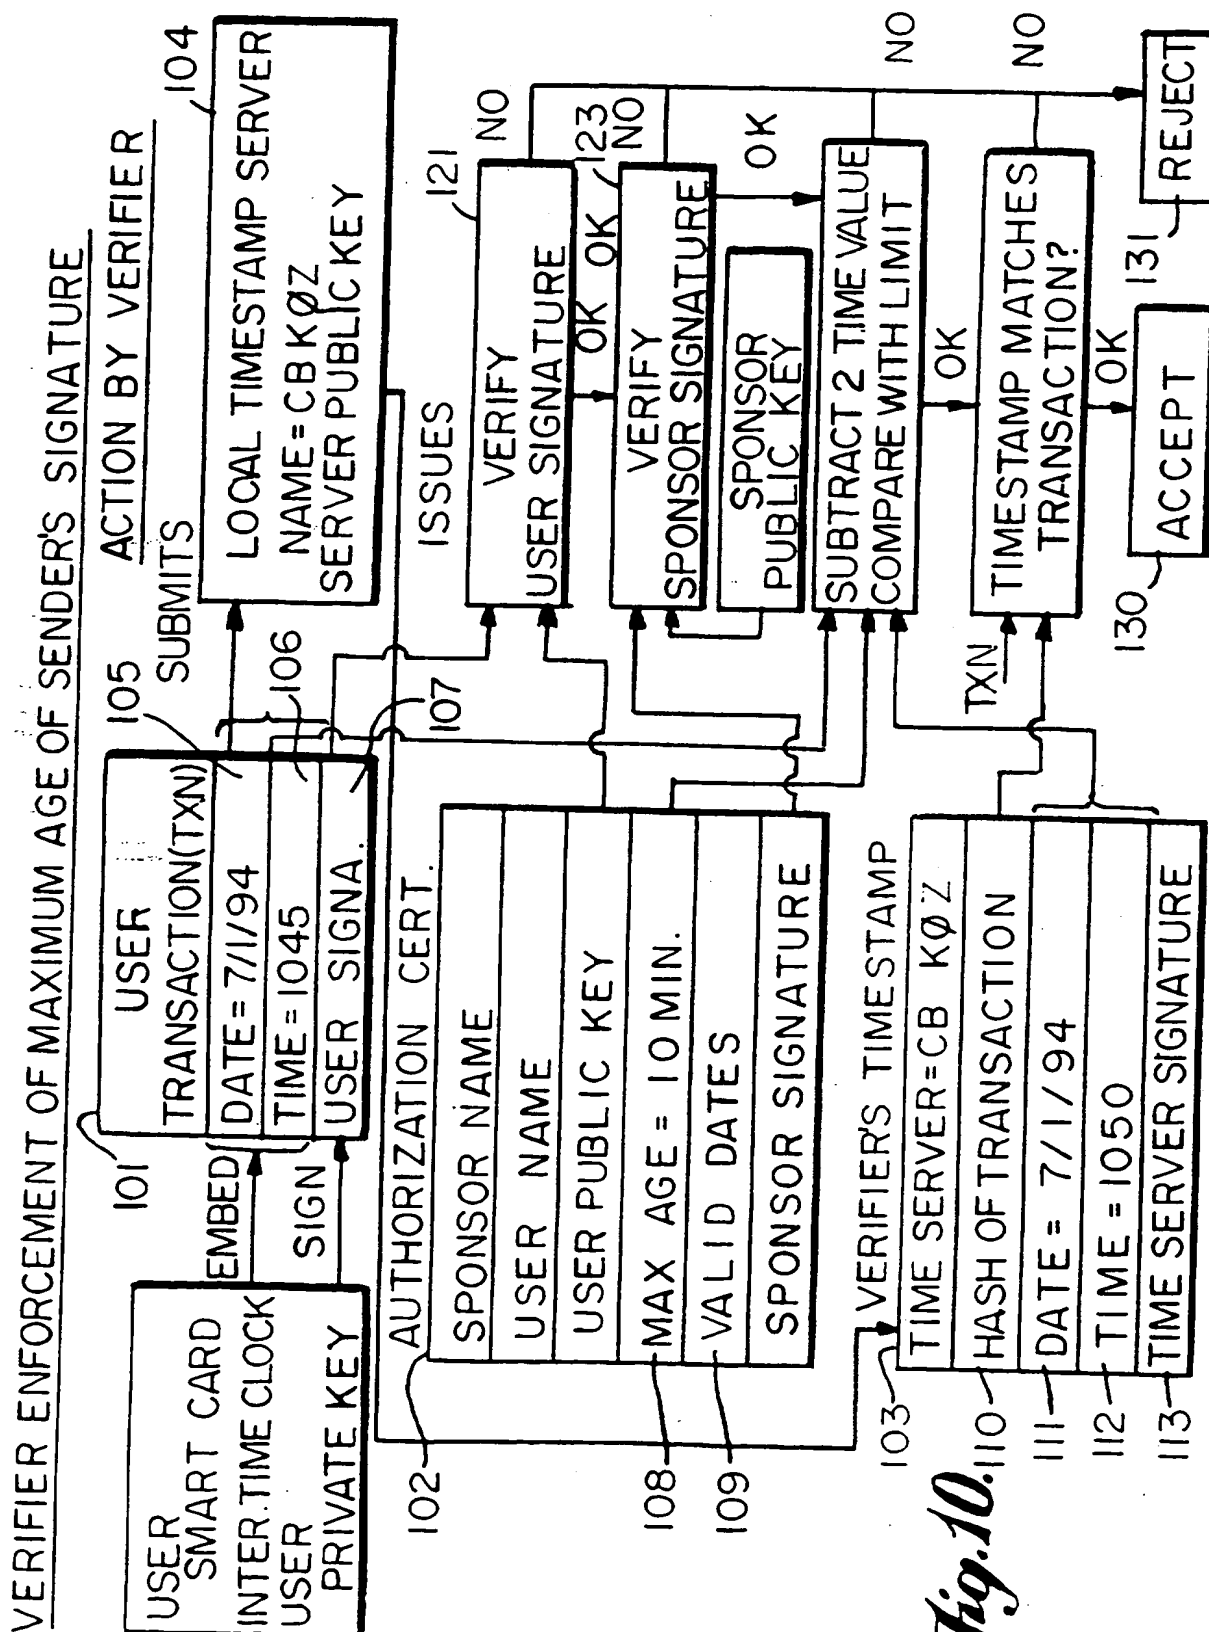 VERIFIER ENFORCEMENT OF MAXIMUM AGE OF SENDER'S SIGNATURE
ACTION BY VERIFIER
USER
SMART CARD
INTER.TIME CLOCK
USER
PRIVATE KEY
EMBED
SIGN
101
USER
TRANSACTION(TXN)
DATE=7/1/94
TIME=1045
USER SIGNA.
105
106
107
SUBMITS
104
LOCAL TIMESTAMP SERVER
NAME=CB KØZ
SERVER PUBLIC KEY
ISSUES
102
AUTHORIZATION CERT.
SPONSOR NAME
USER NAME
USER PUBLIC KEY
MAX AGE = 10 MIN.
VALID DATES
SPONSOR SIGNATURE
108
109
121
VERIFY
USER SIGNATURE
NO
OK
OK
123
NO
VERIFY
SPONSOR SIGNATURE
OK
SPONSOR
PUBLIC KEY
SUBTRACT 2 TIME VALUE
COMPARE WITH LIMIT
NO
OK
103
VERIFIER'S TIMESTAMP
TIME SERVER=CB KØZ
HASH OF TRANSACTION
DATE = 7/1/94
TIME = 1050
TIME SERVER SIGNATURE
110
111
112
113
TXN
TIMESTAMP MATCHES
TRANSACTION?
NO
OK
130
ACCEPT
131
REJECT
Fig.10.